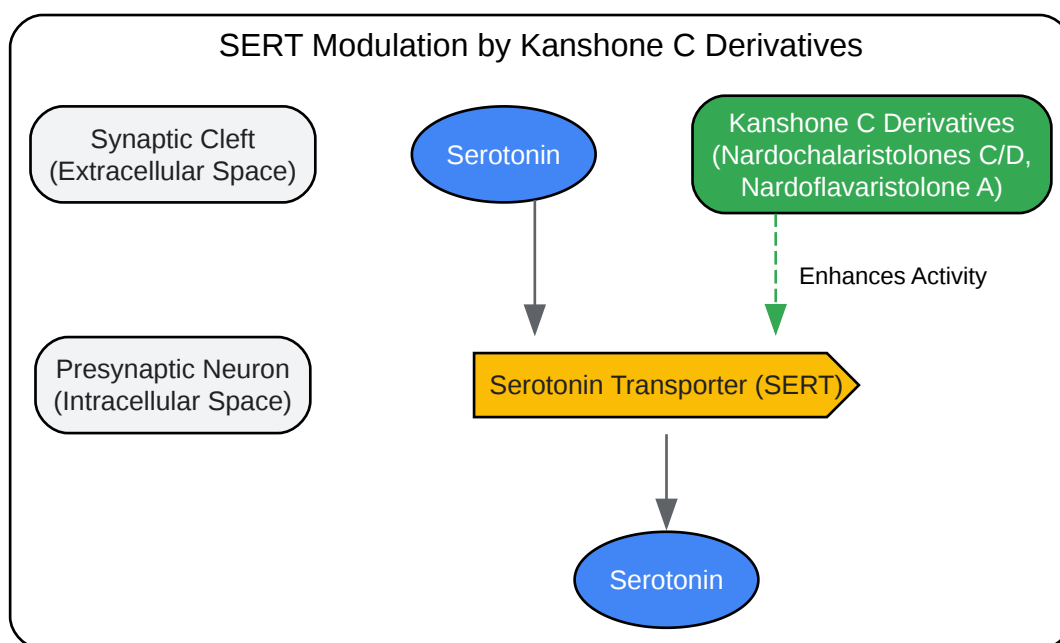 SERT Modulation by Kanshone C Derivatives
Synaptic Cleft
(Extracellular Space)
Serotonin
Kanshone C Derivatives
(Nardochalaristolones C/D,
Nardoflavaristolone A)
Enhances Activity
Presynaptic Neuron
(Intracellular Space)
Serotonin Transporter (SERT)
Serotonin